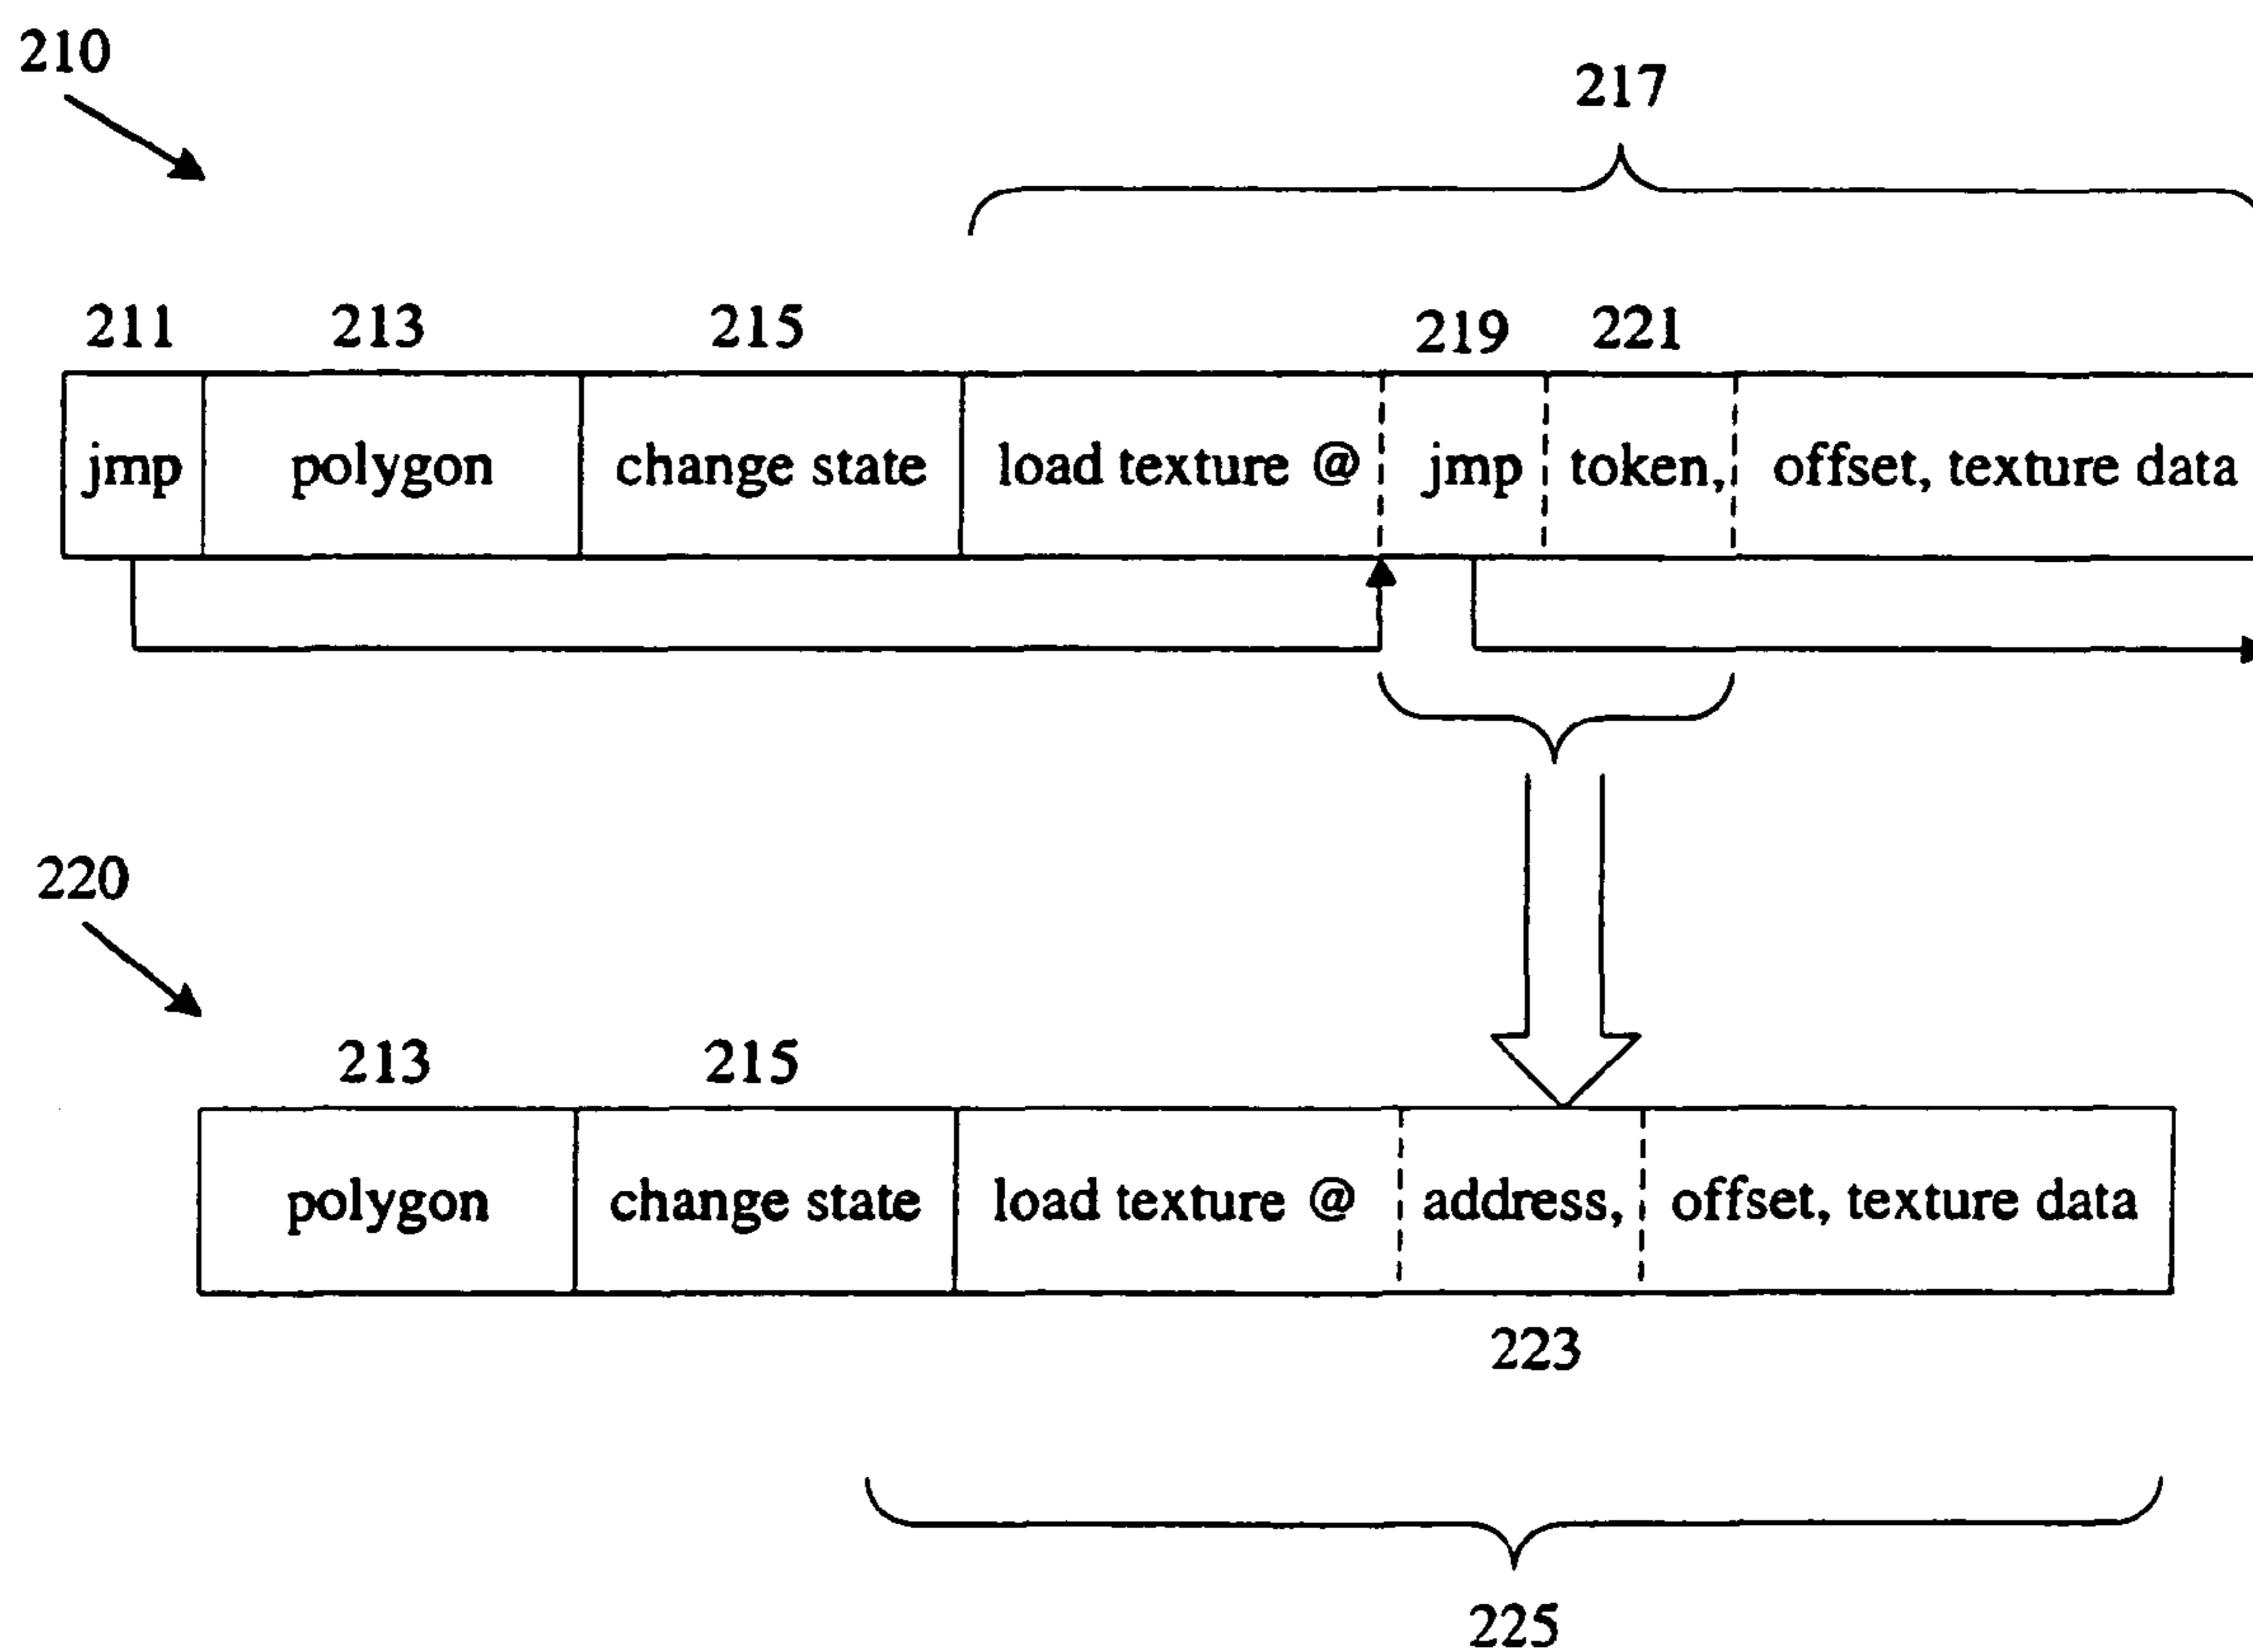 210
217
211 213 215 219 221
jmp polygon change state load texture @ jmp token, offset, texture data
220
213 215
polygon change state load texture @ address, offset, texture data
223
225